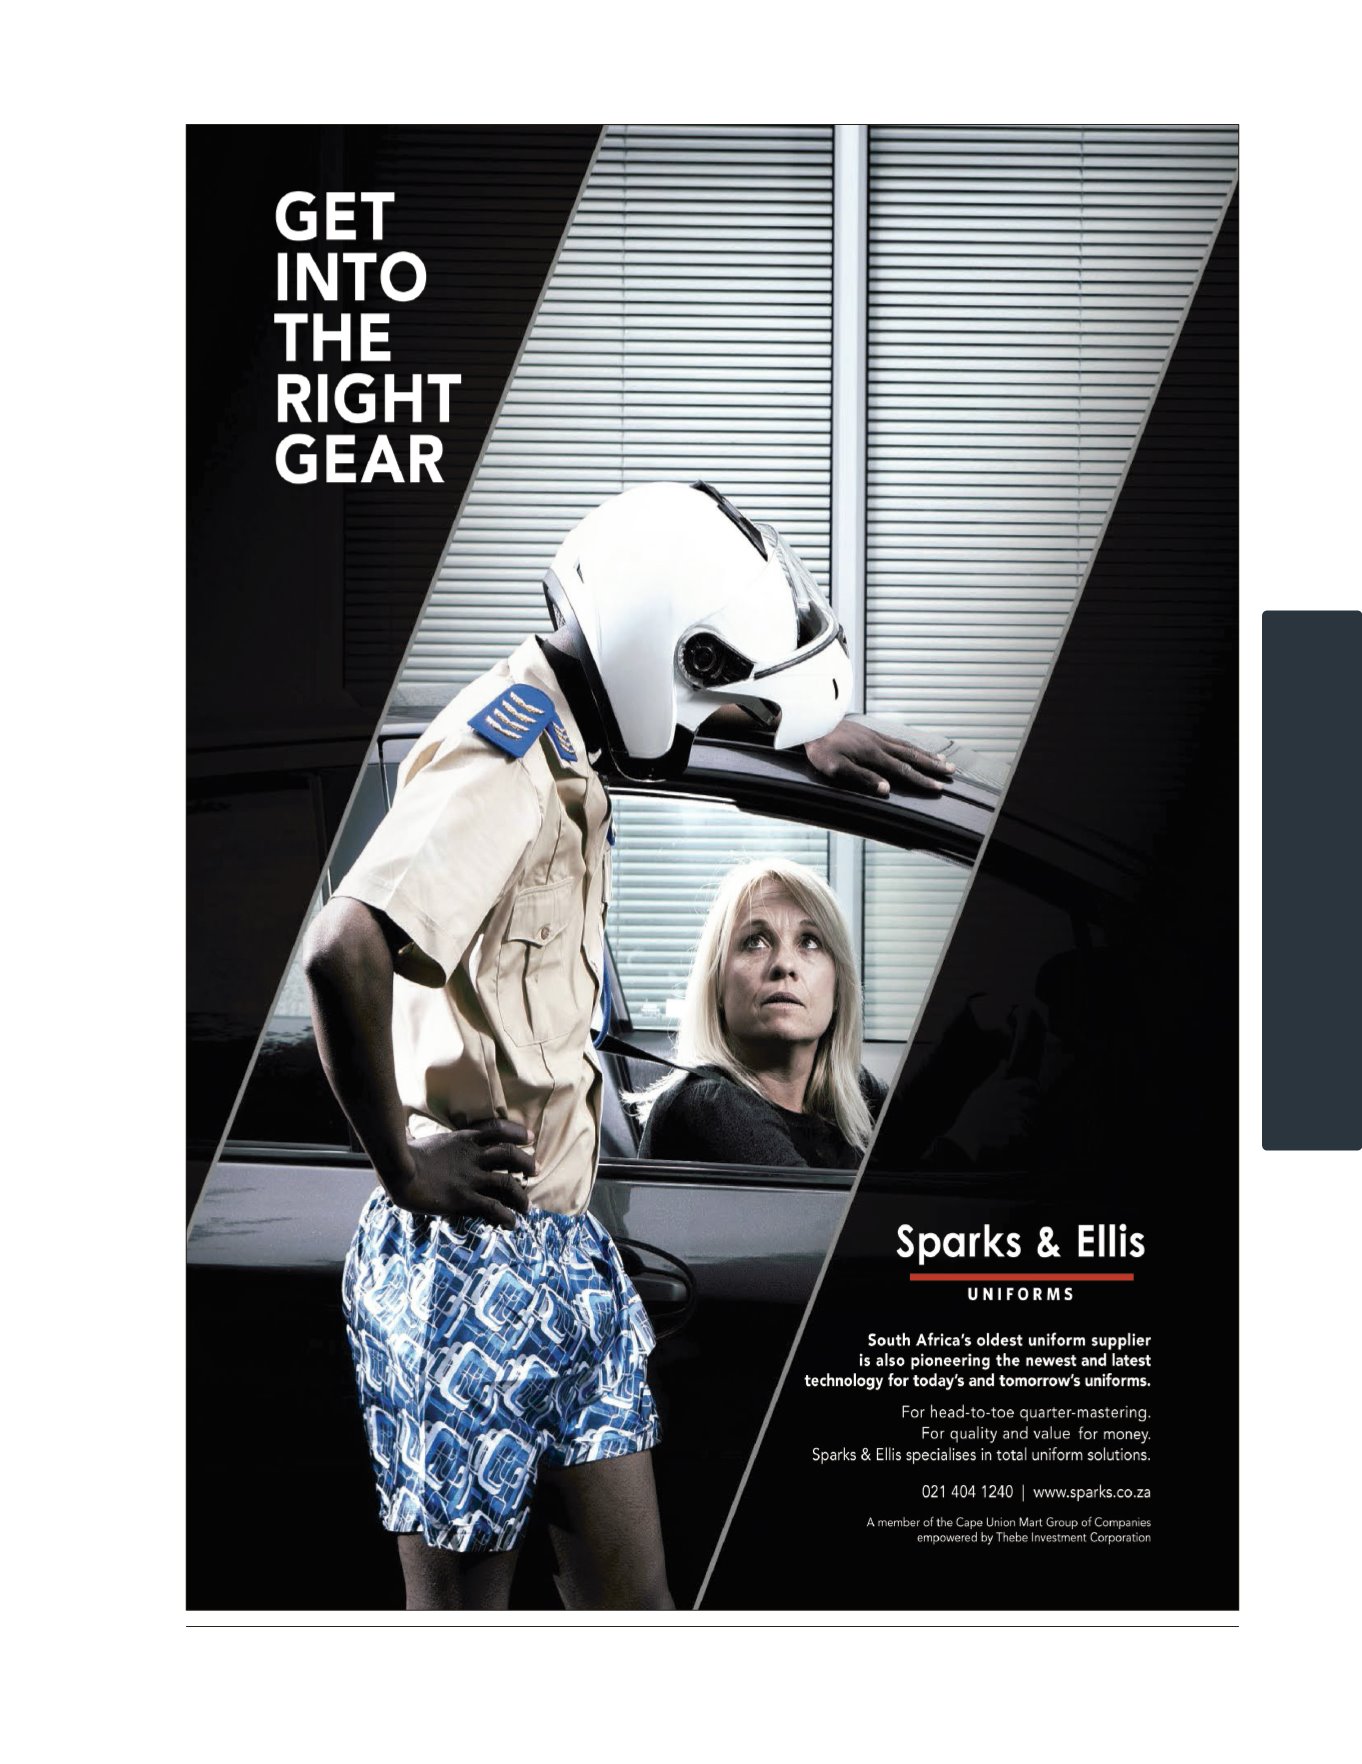 GET
INTO
THE
RIGHT
GEAR
Sparks & Ellis
UNIFORMS
South Africa's oldest uniform supplier
is also pioneering the newest and latest
technology for today's and tomorrow's uniforms.
For head-to-toe quarter-mastering.
For quality and value for money.
Sparks & Ellis specialises in total uniform solutions.
021 404 1240 | www.sparks.co.za
A member of the Cape Union Mart Group of Companies
empowered by Thebe Investment Corporation